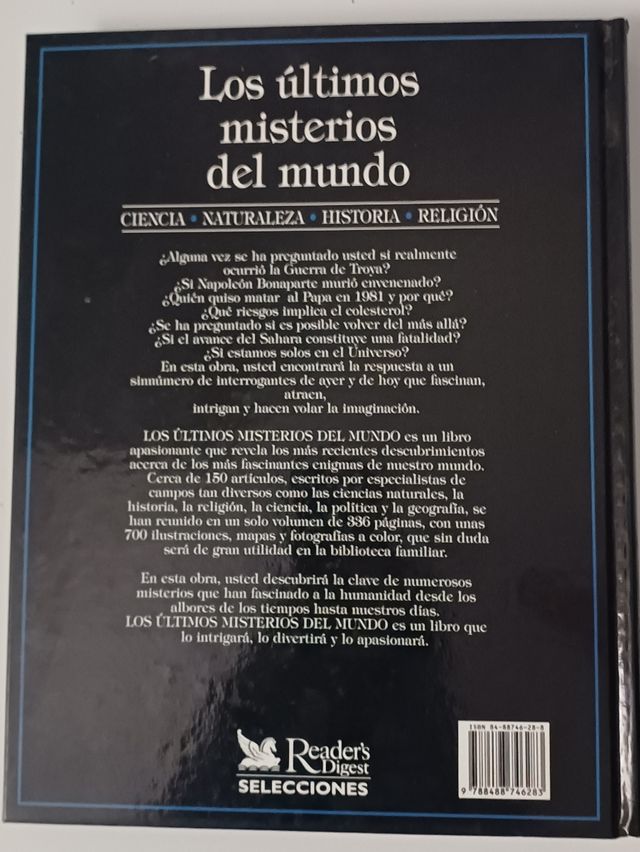 Los últimos
misterios
del mundo
CIENCIA • NATURALEZA • HISTORIA • RELIGIÓN
¿Alguna vez se ha preguntado usted si realmente
ocurrió la Guerra de Troya?
¿Si Napoleón Bonaparte murió envenenado?
¿Quién quiso matar al Papa en 1981 y por qué?
¿Qué riesgos implica el colesterol?
¿Se ha preguntado si es posible volver del más allá?
¿Si el avance del Sahara constituye una fatalidad?
¿Si estamos solos en el Universo?
En esta obra, usted encontrará la respuesta a un
sinnúmero de interrogantes de ayer y de hoy que fascinan,
atraen,
intrigan y hacen volar la imaginación.
LOS ÚLTIMOS MISTERIOS DEL MUNDO es un libro
apasionante que revela los más recientes descubrimientos
acerca de los más fascinantes enigmas de nuestro mundo.
Cerca de 150 artículos, escritos por especialistas de
campos tan diversos como las ciencias naturales, la
historia, la religión, la ciencia, la política y la geografía, se
han reunido en un solo volumen de 336 páginas, con unas
700 ilustraciones, mapas y fotografías a color, que sin duda
será de gran utilidad en la biblioteca familiar.
En esta obra, usted descubrirá la clave de numerosos
misterios que han fascinado a la humanidad desde los
albores de los tiempos hasta nuestros días.
LOS ÚLTIMOS MISTERIOS DEL MUNDO es un libro que
lo intrigará, lo divertirá y lo apasionará.
Reader's
Digest
SELECCIONES
ISBN 84-88746-28-8
9 788488 746283